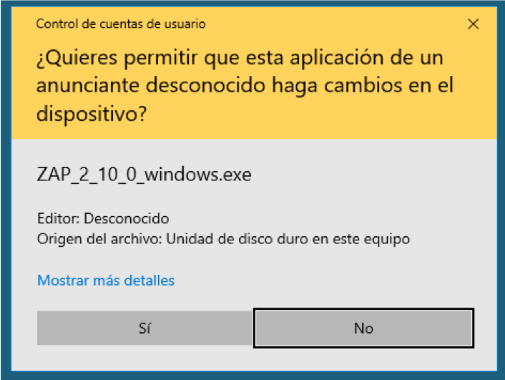 Control de cuentas de usuario
¿Quieres permitir que esta aplicación de un
anunciante desconocido haga cambios en el
dispositivo?
ZAP_2_10_0_windows.exe
Editor: Desconocido
Origen del archivo: Unidad de disco duro en este equipo
Mostrar más detalles
Sí
No